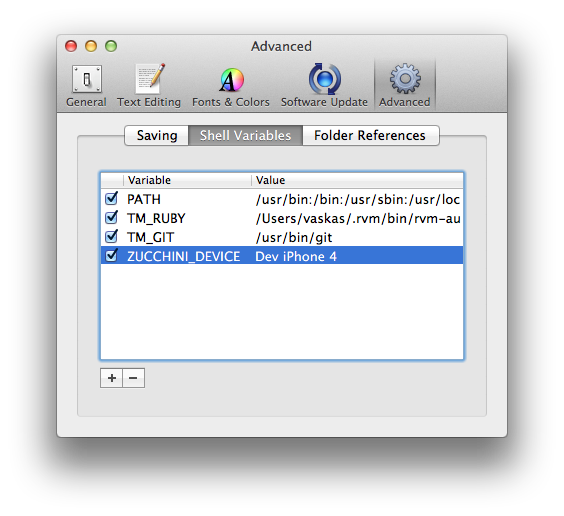 Advanced
General Text Editing Fonts & Colors Software Update Advanced
Saving Shell Variables Folder References
Variable Value
PATH /usr/bin:/bin:/usr/sbin:/usr/loc
TM_RUBY /Users/vaskas/.rvm/bin/rvm-au
TM_GIT /usr/bin/git
ZUCCHINI_DEVICE Dev iPhone 4